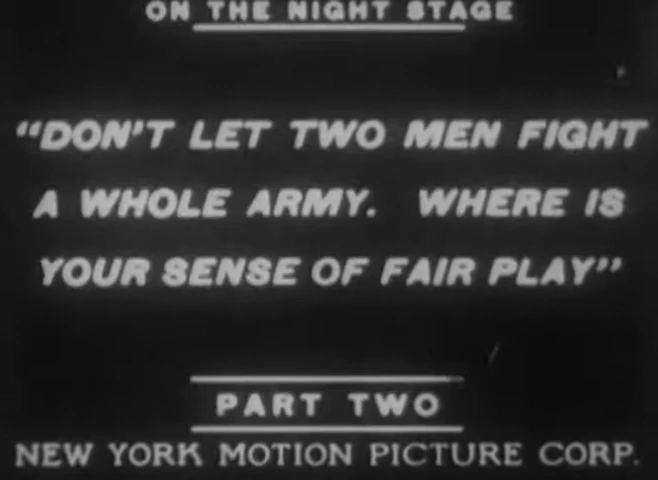 ON THE NIGHT STAGE
"DON'T LET TWO MEN FIGHT
A WHOLE ARMY. WHERE IS
YOUR SENSE OF FAIR PLAY"
PART TWO
NEW YORK MOTION PICTURE CORP.